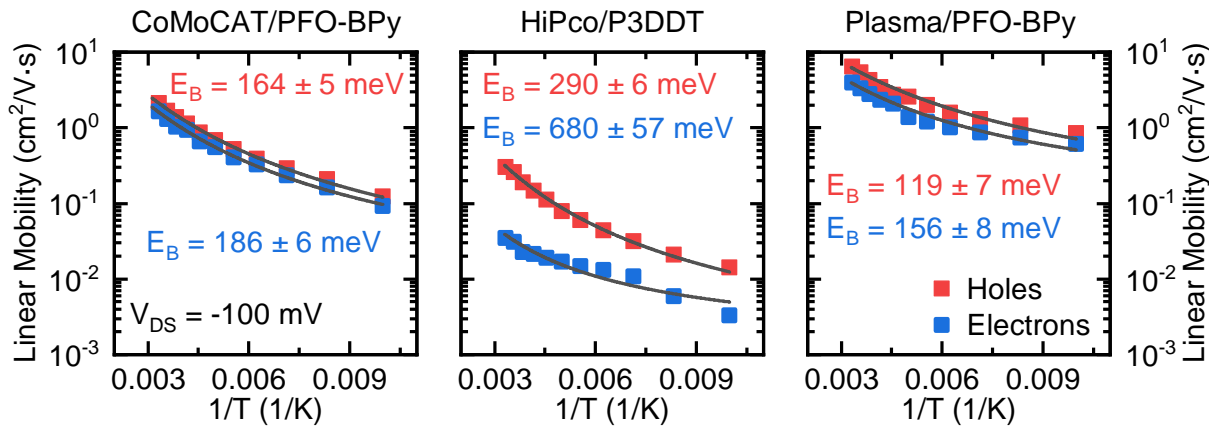 CoMoCAT/PFO-BPy
HiPco/P3DDT
Plasma/PFO-BPy
Linear Mobility (cm²/V·s)
10¹
10⁰
10⁻¹
10⁻²
10⁻³
E_B = 164 ± 5 meV
E_B = 186 ± 6 meV
V_DS = -100 mV
0.003 0.006 0.009
1/T (1/K)
E_B = 290 ± 6 meV
E_B = 680 ± 57 meV
0.003 0.006 0.009
1/T (1/K)
E_B = 119 ± 7 meV
E_B = 156 ± 8 meV
Holes
Electrons
0.003 0.006 0.009
1/T (1/K)
10¹
10⁰
10⁻¹
10⁻²
10⁻³
Linear Mobility (cm²/V·s)